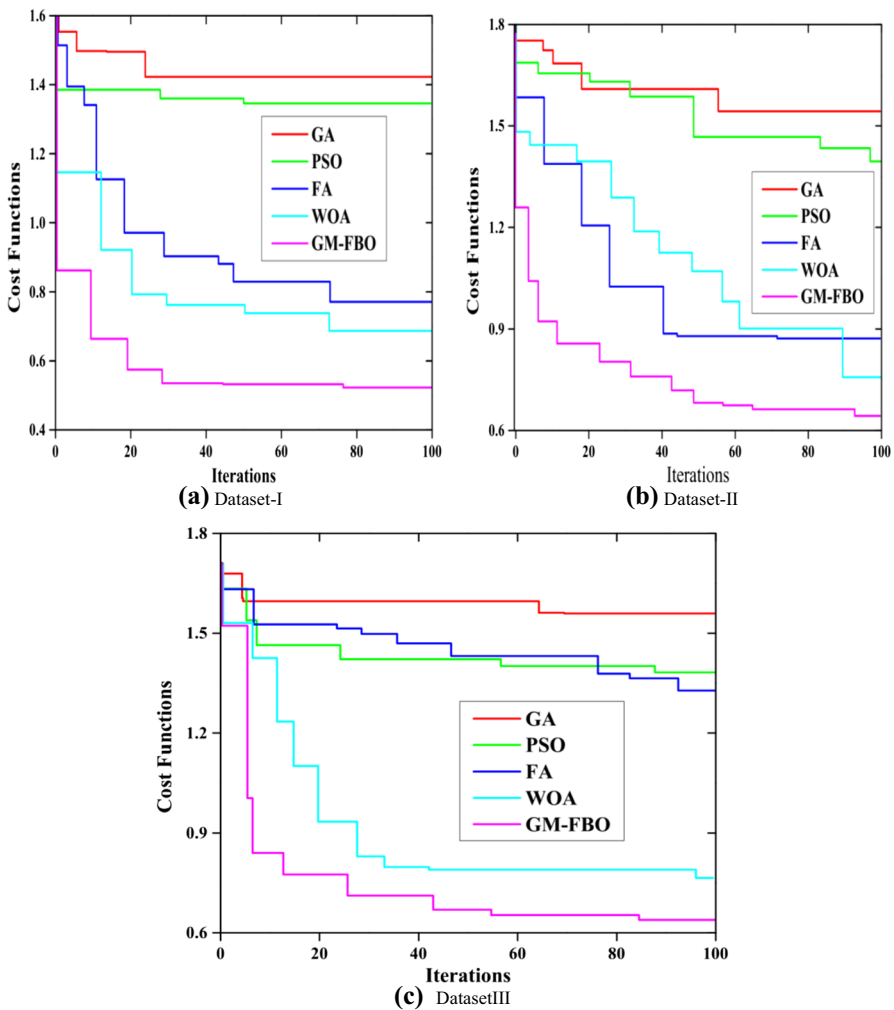 1.6
1.4
1.2
1.0
0.8
0.6
0.4
Cost Functions
GA
PSO
FA
WOA
GM-FBO
0 20 40 60 80 100
Iterctions
(a) Dataset-I
1.8
1.5
1.2
0.9
0.6
Cost Functions
GA
PSO
FA
WOA
GM-FBO
0 20 40 60 80 100
Iterictions
(b) Dataset-II
1.8
1.5
1.2
0.9
0.6
Cost Functions
GA
PSO
FA
WOA
GM-FBO
0 20 40 60 80 100
Iterictions
(c) DatasetIII